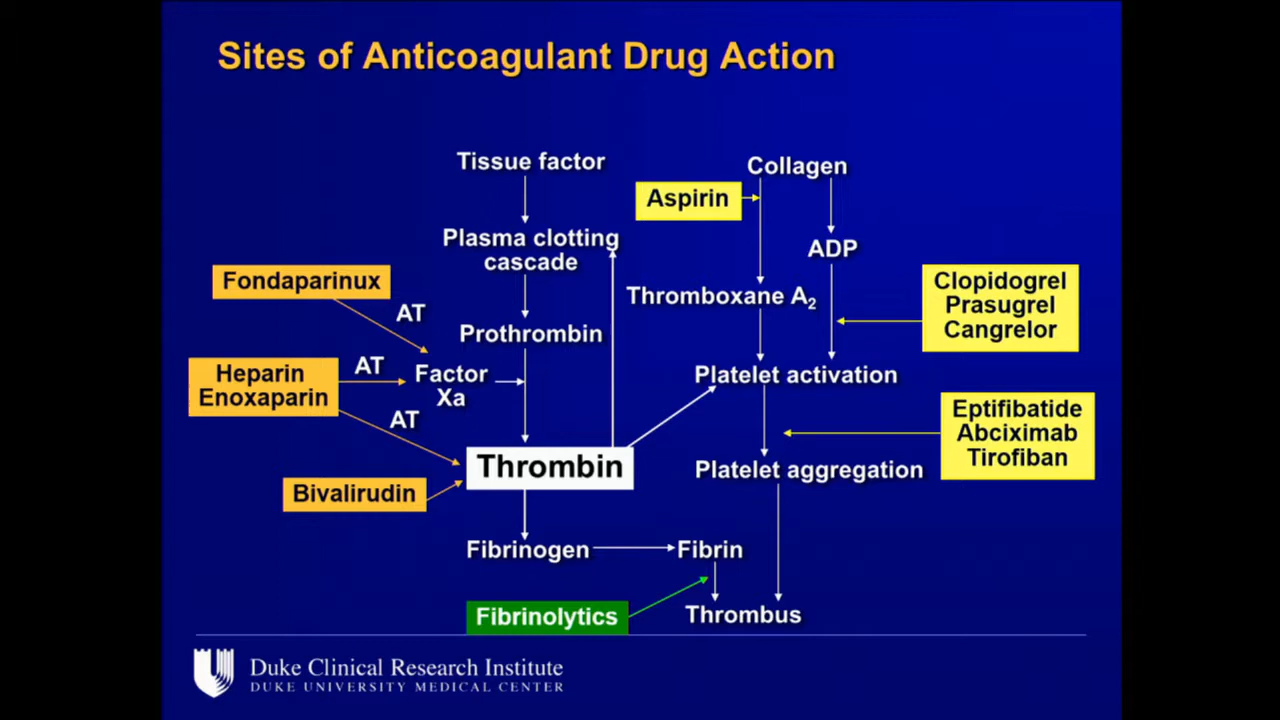 Sites of Anticoagulant Drug Action
Tissue factor
Collagen
Aspirin
Plasma clotting
cascade
ADP
Fondaparinux
AT
Thromboxane A₂
Clopidogrel
Prasugrel
Cangrelor
Prothrombin
Heparin
Enoxaparin
AT
Factor
Xa
AT
Platelet activation
Eptifibatide
Abciximab
Tirofiban
Thrombin
Platelet aggregation
Bivalirudin
Fibrinogen
Fibrin
Fibrinolytics
Thrombus
Duke Clinical Research Institute
DUKE UNIVERSITY MEDICAL CENTER